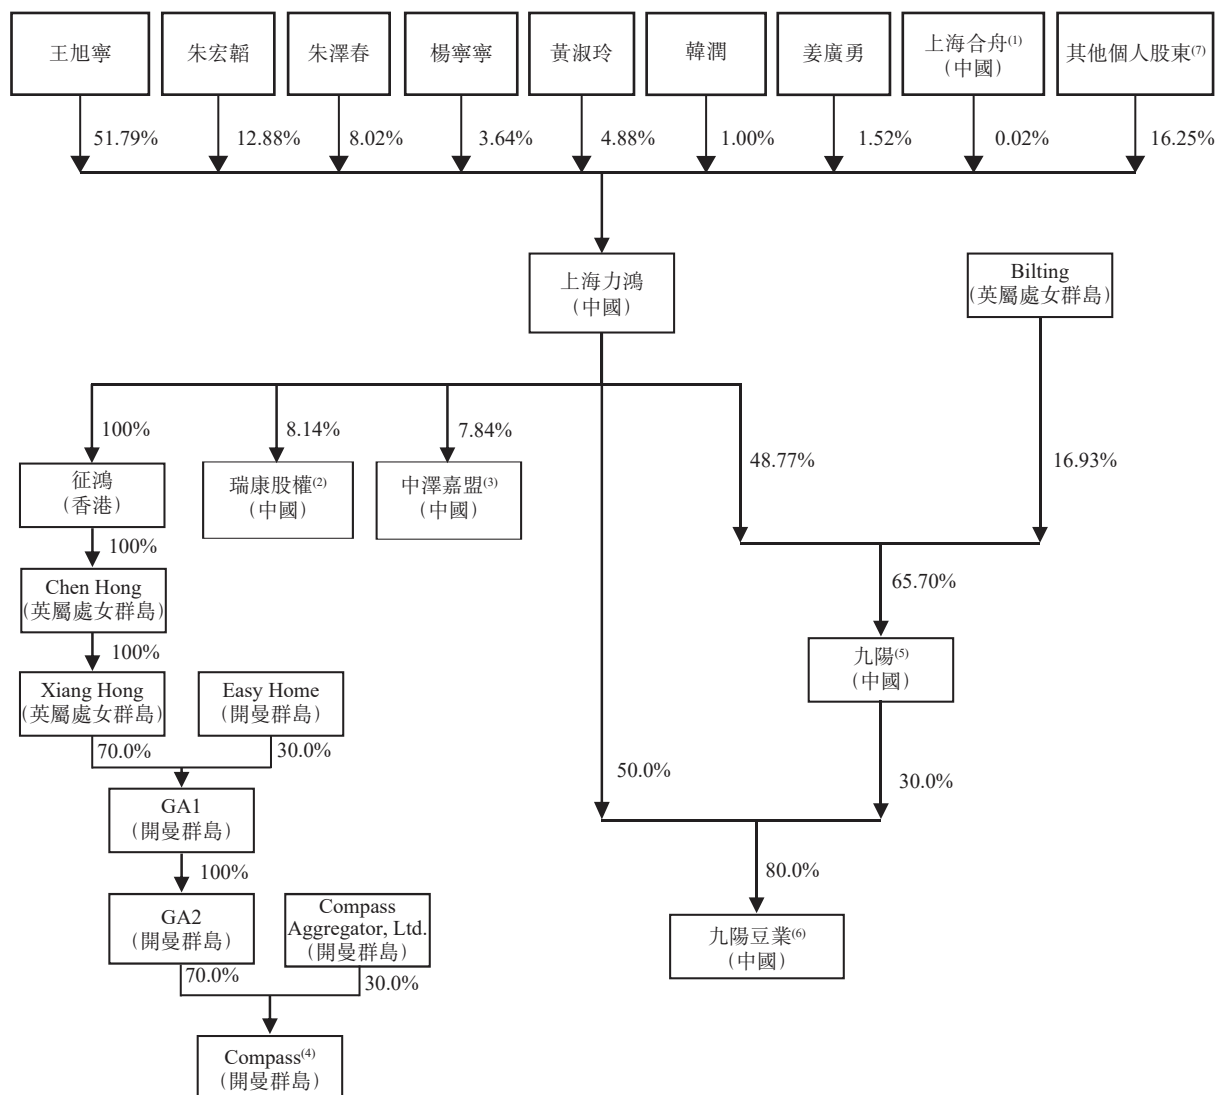 王旭寧
朱宏韜
朱澤春
楊寧寧
黃淑玲
韓潤
姜廣勇
上海合舟(1)
(中國)
其他個人股東(7)
51.79%
12.88%
8.02%
3.64%
4.88%
1.00%
1.52%
0.02%
16.25%
上海力鴻
(中國)
Bilting
(英屬處女群島)
100%
8.14%
7.84%
48.77%
16.93%
征鴻
(香港)
瑞康股權(2)
(中國)
中澤嘉盟(3)
(中國)
100%
65.70%
Chen Hong
(英屬處女群島)
100%
九陽(5)
(中國)
Xiang Hong
(英屬處女群島)
Easy Home
(開曼群島)
70.0%
30.0%
50.0%
30.0%
GA1
(開曼群島)
100%
80.0%
GA2
(開曼群島)
Compass
Aggregator, Ltd.
(開曼群島)
九陽豆業(6)
(中國)
70.0%
30.0%
Compass(4)
(開曼群島)